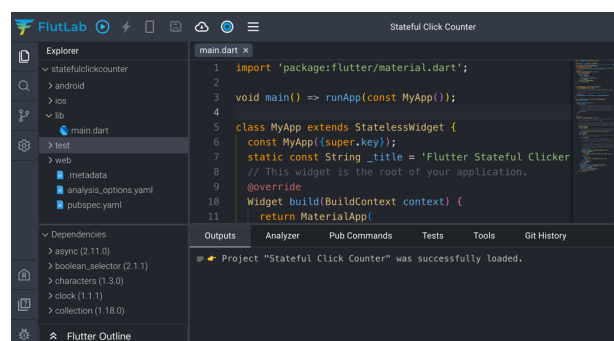 FlutLab
Stateful Click Counter
Explorer
main.dart ×
statefulclickcounter
android
ios
lib
main.dart
test
web
metadata
analysis_options.yaml
pubspec.yaml
1 import 'package:flutter/material.dart';
2
3 void main() => runApp(const MyApp());
4
5 class MyApp extends StatelessWidget {
6 const MyApp({super.key});
7 static const String _title = 'Flutter Stateful Clicker
8 // This widget is the root of your application.
9 @override
10 Widget build(BuildContext context) {
11 return MaterialApp(
Dependencies
async (2.11.0)
boolean_selector (2.1.1)
characters (1.3.0)
clock (1.1.1)
collection (1.18.0)
Flutter Outline
Outputs Analyzer Pub Commands Tests Tools Git History
Project "Stateful Click Counter" was successfully loaded.